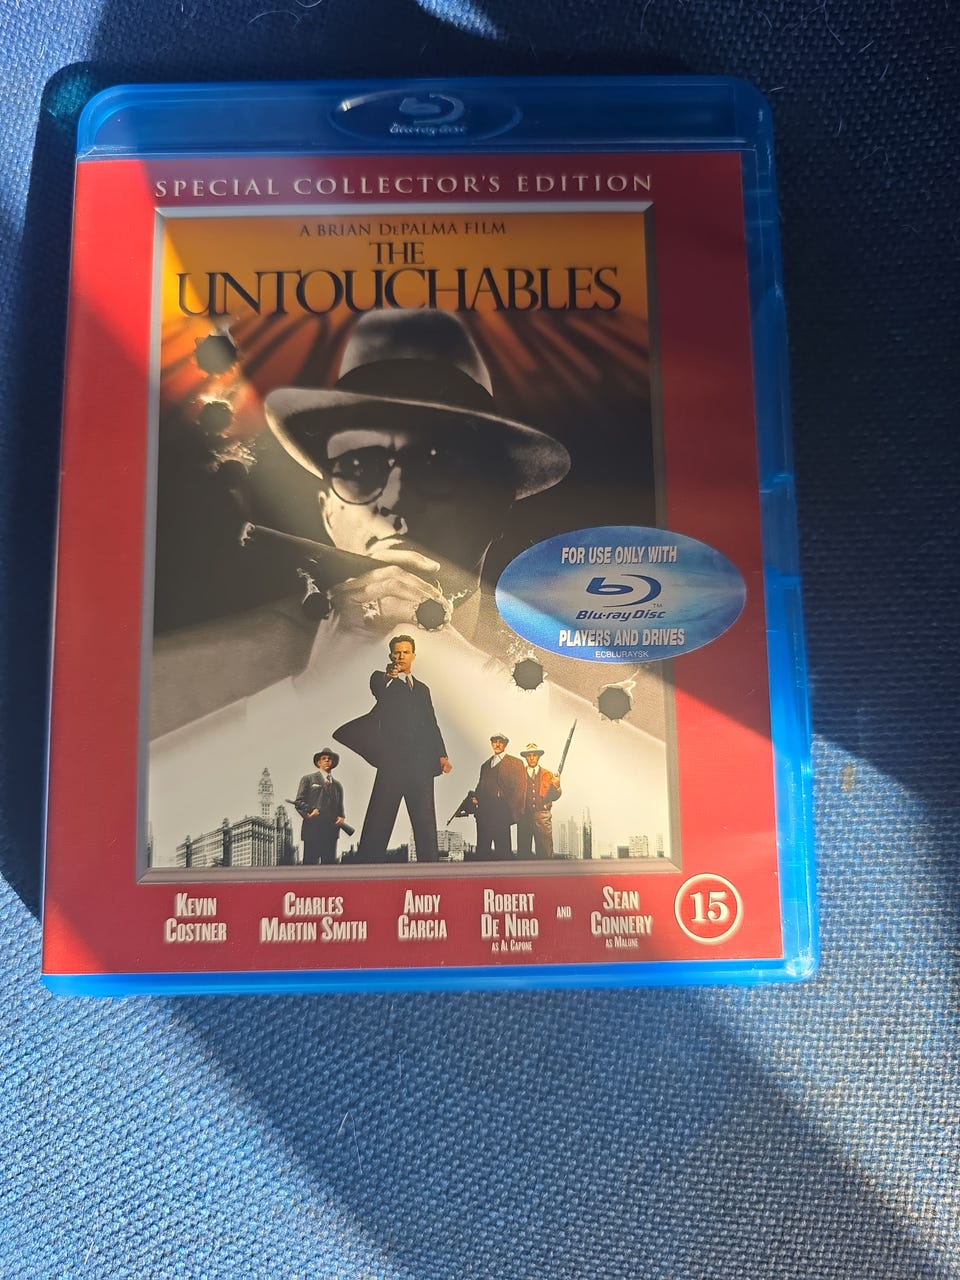 Blu-ray Disc
SPECIAL COLLECTOR'S EDITION
A BRIAN DePALMA FILM
THE
UNTOUCHABLES
FOR USE ONLY WITH
Blu-ray Disc™
PLAYERS AND DRIVES
ECBLURAYSK
KEVIN COSTNER
CHARLES MARTIN SMITH
ANDY GARCIA
ROBERT DE NIRO
AS AL CAPONE
AND
SEAN CONNERY
AS MALONE
15